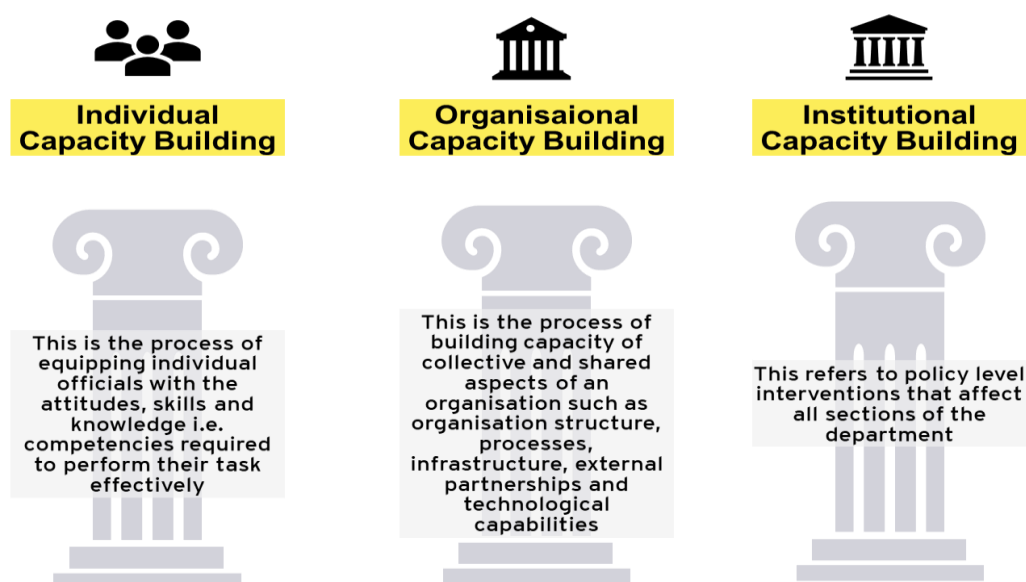 Individual
Capacity Building
This is the process of
equipping individual
officials with the
attitudes, skills and
knowledge i.e.
competencies required
to perform their task
effectively
Organisaional
Capacity Building
This is the process of
building capacity of
collective and shared
aspects of an
organisation such as
organisation structure,
processes,
infrastructure, external
partnerships and
technological
capabilities
Institutional
Capacity Building
This refers to policy level
interventions that affect
all sections of the
department